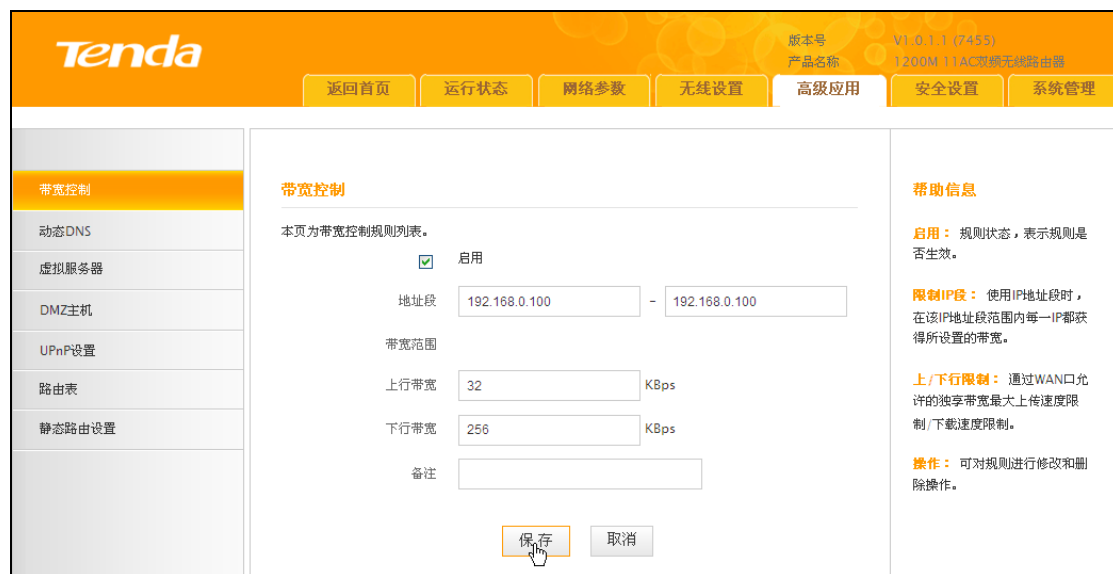 Tenda
版本号 V1.0.1.1 (7455)
产品名称 1200M 11AC双频无线路由器
返回首页 运行状态 网络参数 无线设置 高级应用 安全设置 系统管理
带宽控制
动态DNS
虚拟服务器
DMZ主机
UPnP设置
路由表
静态路由设置
带宽控制
本页为带宽控制规则列表。
启用
地址段 192.168.0.100 - 192.168.0.100
带宽范围
上行带宽 32 KBps
下行带宽 256 KBps
备注
保存 取消
帮助信息
启用： 规则状态，表示规则是
否生效。
限制IP段： 使用IP地址段时，
在该IP地址段范围内每一IP都获
得所设置的带宽。
上/下行限制： 通过WAN口允
许的独享带宽最大上传速度限
制/下载速度限制。
操作： 可对规则进行修改和删
除操作。